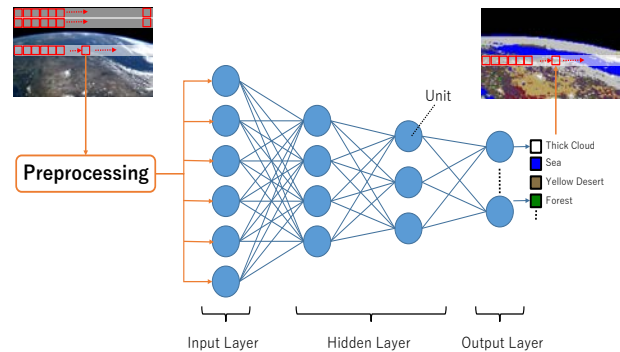 Unit
Thick Cloud
Sea
Yellow Desert
Forest
Preprocessing
Input Layer
Hidden Layer
Output Layer